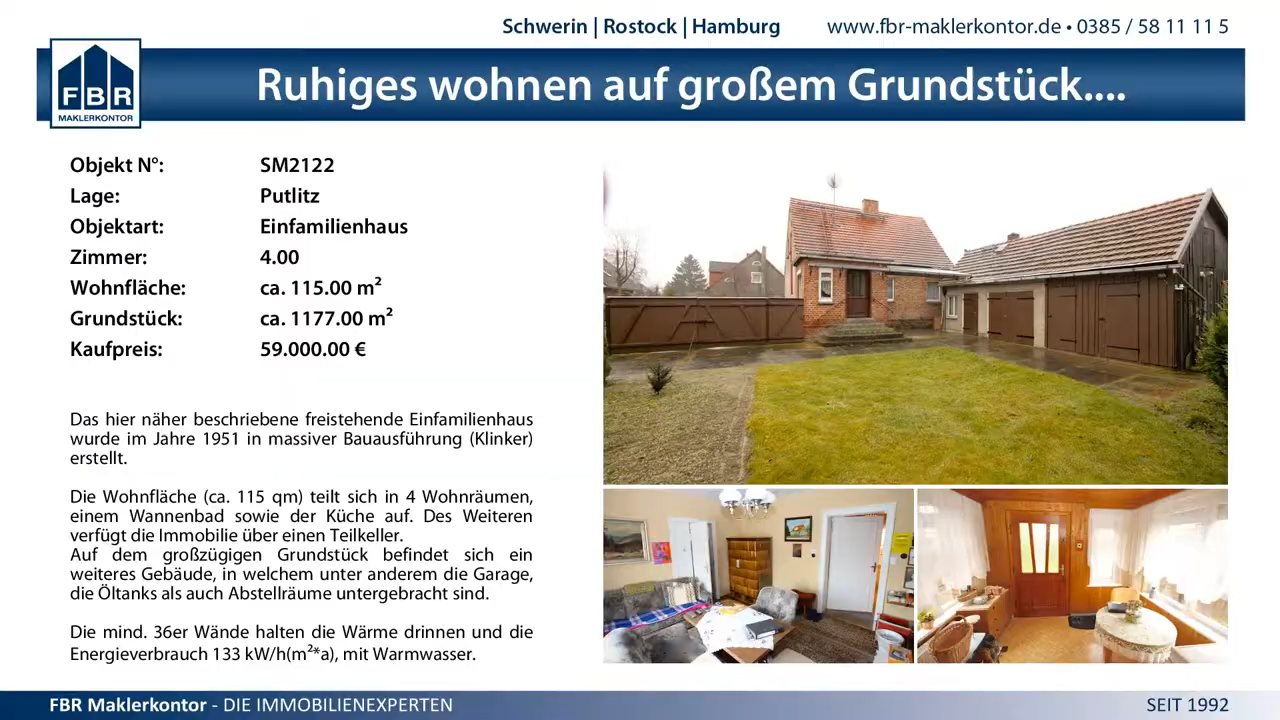 Schwerin | Rostock | Hamburg www.fbr-maklerkontor.de • 0385 / 58 11 11 5
FBR
MAKLERKONTOR
Ruhiges wohnen auf großem Grundstück....
Objekt N°: SM2122
Lage: Putlitz
Objektart: Einfamilienhaus
Zimmer: 4.00
Wohnfläche: ca. 115.00 m²
Grundstück: ca. 1177.00 m²
Kaufpreis: 59.000.00 €
Das hier näher beschriebene freistehende Einfamilienhaus
wurde im Jahre 1951 in massiver Bauausführung (Klinker)
erstellt.
Die Wohnfläche (ca. 115 qm) teilt sich in 4 Wohnräumen,
einem Wannenbad sowie der Küche auf. Des Weiteren
verfügt die Immobilie über einen Teilkeller.
Auf dem großzügigen Grundstück befindet sich ein
weiteres Gebäude, in welchem unter anderem die Garage,
die Öltanks als auch Abstellräume untergebracht sind.
Die mind. 36er Wände halten die Wärme drinnen und die
Energieverbrauch 133 kW/h(m²*a), mit Warmwasser.
FBR Maklerkontor - DIE IMMOBILIENEXPERTEN SEIT 1992